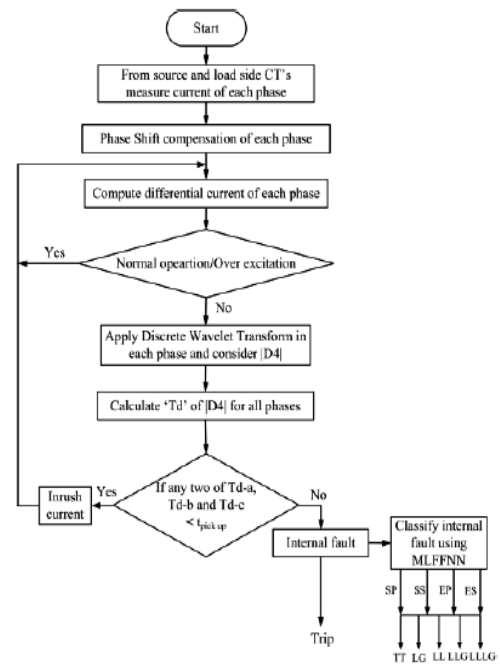 Start
From source and load side CT's
measure current of each phase
Phase Shift compensation of each phase
Compute differential current of each phase
Yes
Normal opeartion/Over excitation
No
Apply Discrete Wavelet Transform in
each phase and consider |D4|
Calculate 'Td' of |D4| for all phases
Inrush
current
Yes
If any two of Td-a,
Td-b and Td-c
< tpick up
No
Internal fault
Classify internal
fault using
MLFFNN
SP SS EP ES
Trip
TT LG LL LLG LLLG